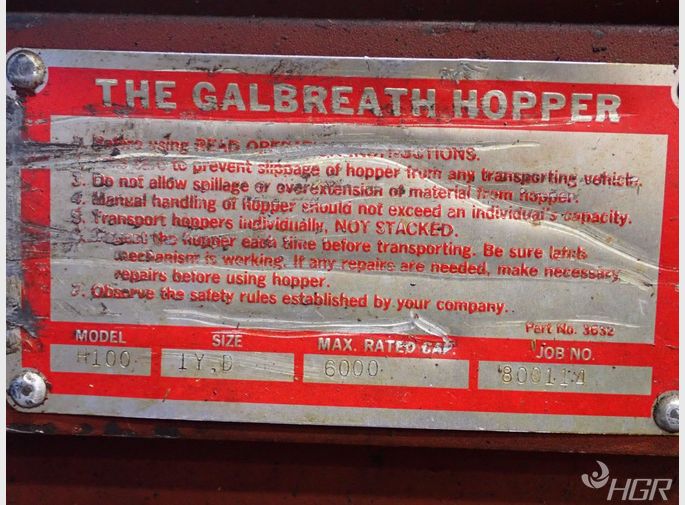 THE GALBREATH HOPPER
using READ INSTRUCTIONS.
to prevent slippage of hopper from any transporting vehicle.
3. Do not allow spillage or overextension of material from hopper.
4. Manual handling of hopper should not exceed an individual's capacity.
5. Transport hoppers individually, NOT STACKED.
the hopper each time before transporting. Be sure latch
mechanism is working. If any repairs are needed, make necessary
repairs before using hopper.
7. Observe the safety rules established by your company.
Part No. 3632
MODEL SIZE MAX. RATED CAP. JOB NO.
H100 1Y.D 6000 800114
HGR